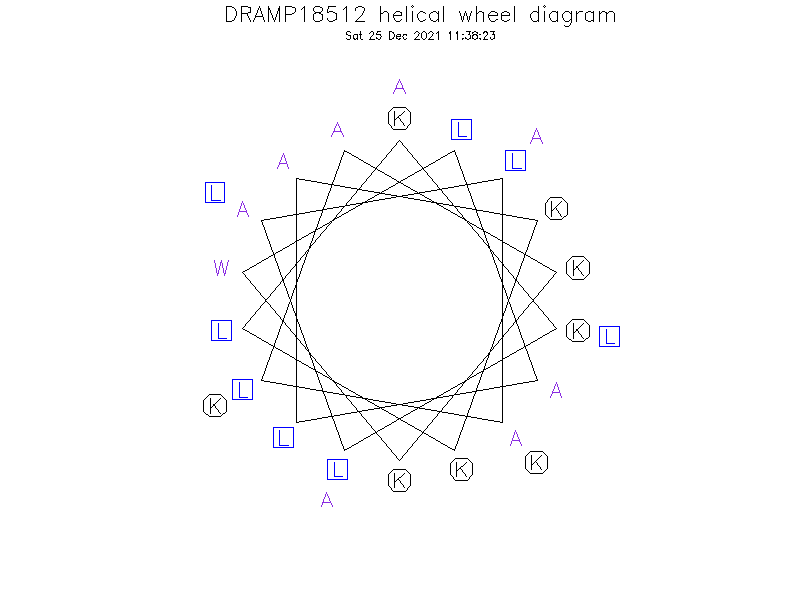 DRAMP18512 helical wheel diagram
Sat 25 Dec 2021 11:38:23
A
K
A L A
A L
L A K
W K
L K L
L A
K
L A
L K K
K
A